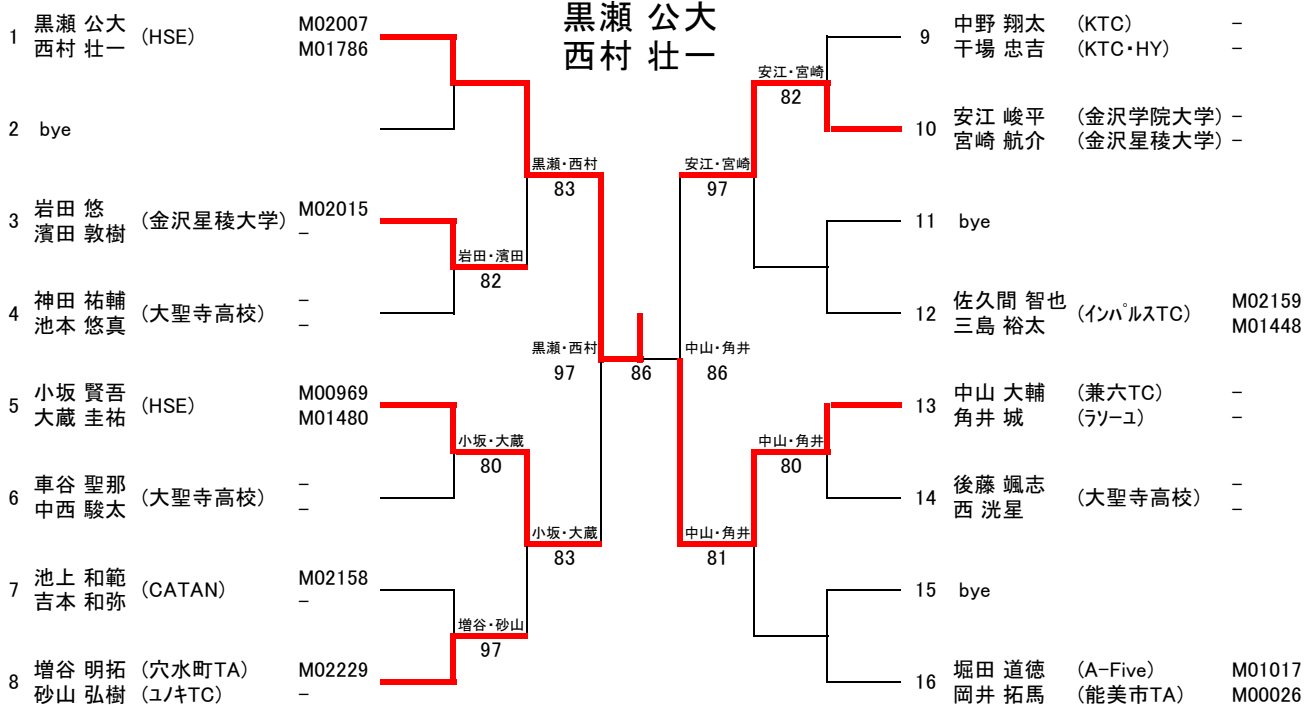 黒瀬 公大
西村 壮一
1 黒瀬 公大 (HSE) M02007
西村 壮一 M01786
2 bye
3 岩田 悠 (金沢星稜大学) M02015
濱田 敦樹 -
4 神田 祐輔 (大聖寺高校) -
池本 悠真 -
5 小坂 賢吾 (HSE) M00969
大蔵 圭祐 M01480
6 車谷 聖那 (大聖寺高校) -
中西 駿太 -
7 池上 和範 (CATAN) M02158
吉本 和弥 -
8 増谷 明拓 (穴水町TA) M02229
砂山 弘樹 (ユノキTC) -
岩田・濱田
82
小坂・大蔵
80
増谷・砂山
97
黒瀬・西村
83
小坂・大蔵
83
黒瀬・西村
97
86
中山・角井
86
安江・宮崎
97
中山・角井
81
安江・宮崎
82
中山・角井
80
9 中野 翔太 (KTC) -
干場 忠吉 (KTC・HY) -
10 安江 峻平 (金沢学院大学) -
宮崎 航介 (金沢星稜大学) -
11 bye
12 佐久間 智也 (インパルスTC) M02159
三島 裕太 M01448
13 中山 大輔 (兼六TC) -
角井 城 (ラソーユ) -
14 後藤 颯志 (大聖寺高校) -
西 洸星 -
15 bye
16 堀田 道徳 (A-Five) M01017
岡井 拓馬 (能美市TA) M00026